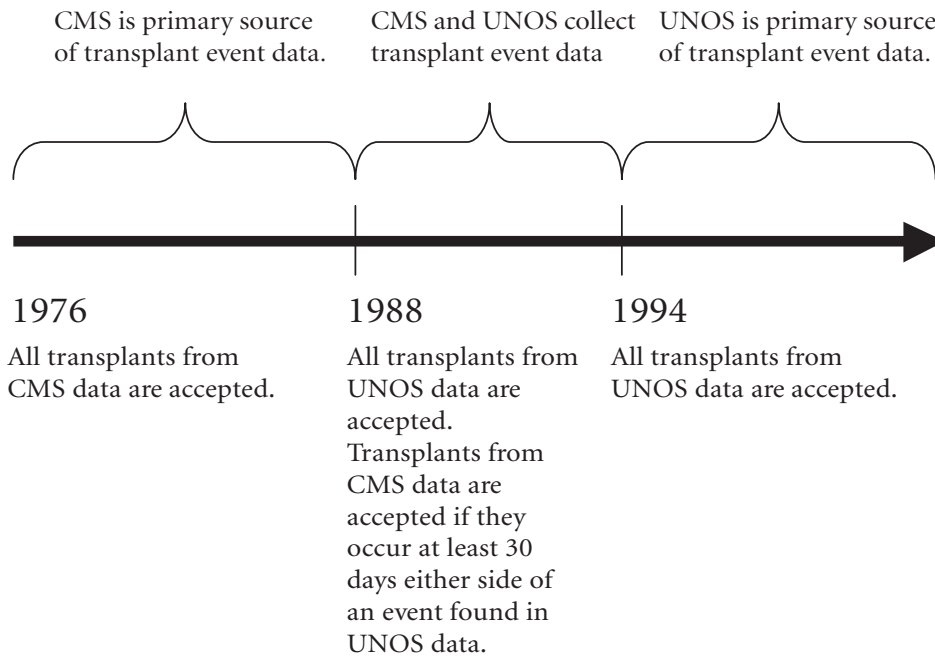 CMS is primary source
of transplant event data.
CMS and UNOS collect
transplant event data
UNOS is primary source
of transplant event data.
1976
All transplants from
CMS data are accepted.
1988
All transplants from
UNOS data are
accepted.
Transplants from
CMS data are
accepted if they
occur at least 30
days either side of
an event found in
UNOS data.
1994
All transplants from
UNOS data are accepted.